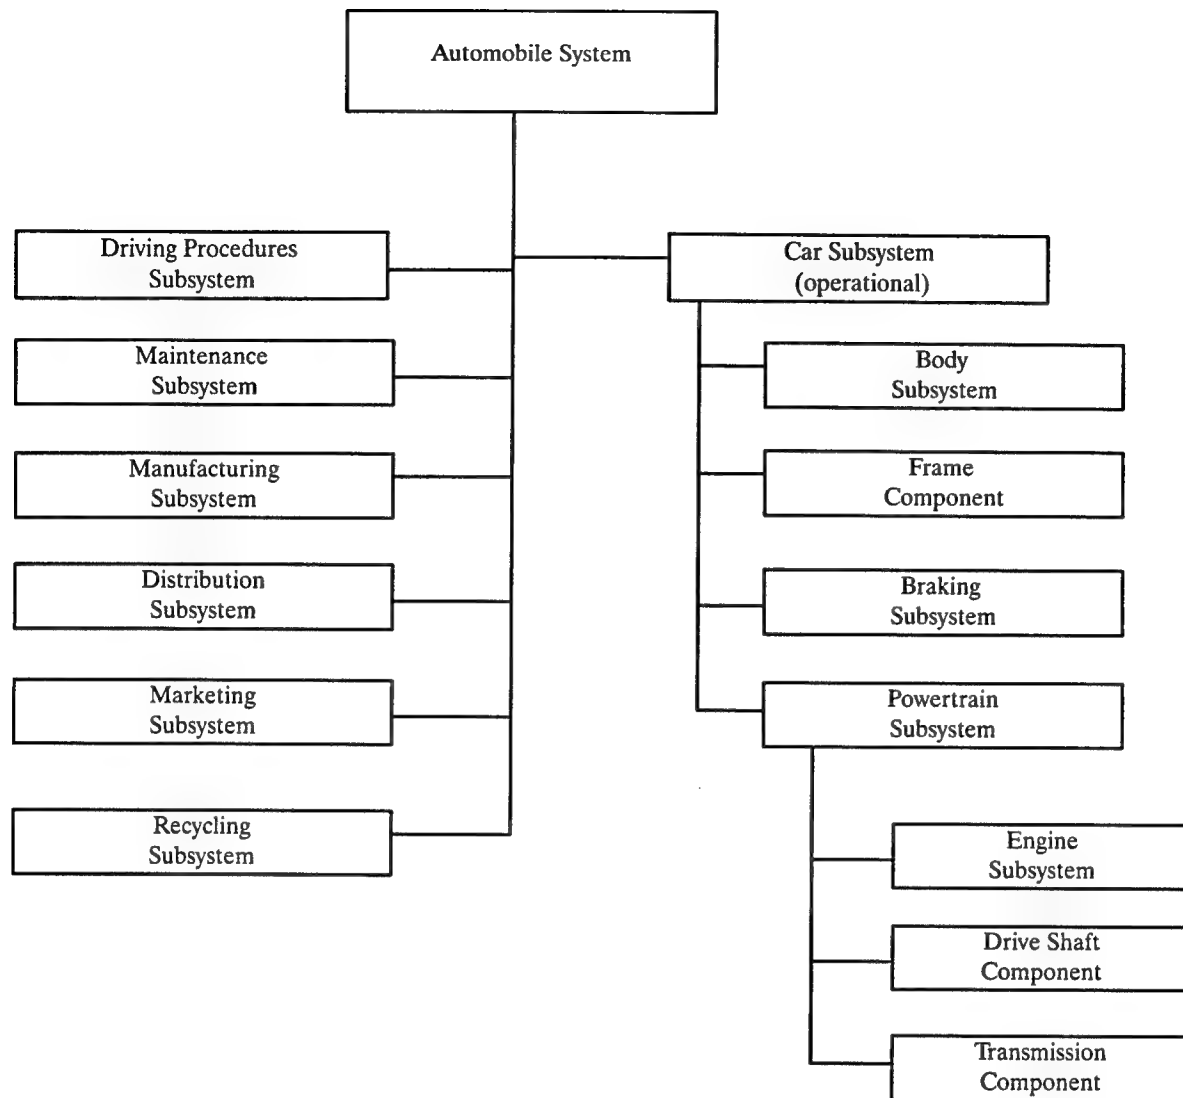 Automobile System
Driving Procedures
Subsystem
Maintenance
Subsystem
Manufacturing
Subsystem
Distribution
Subsystem
Marketing
Subsystem
Recycling
Subsystem
Car Subsystem
(operational)
Body
Subsystem
Frame
Component
Braking
Subsystem
Powertrain
Subsystem
Engine
Subsystem
Drive Shaft
Component
Transmission
Component